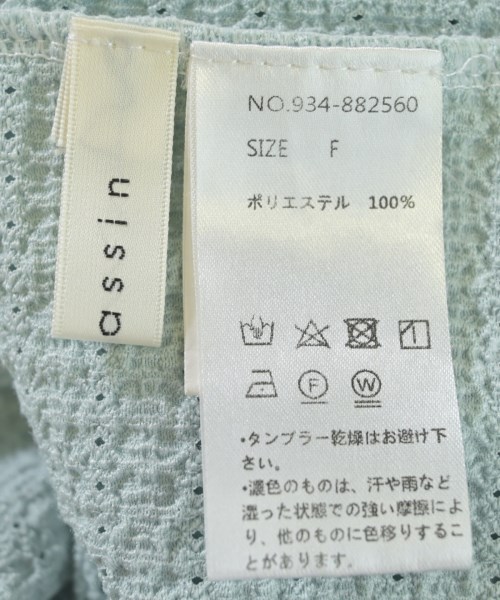 assin
NO.934-882560
SIZE F
ポリエステル 100%
F
W
・タンブラー乾燥はお避け下
さい。
・濃色のものは、汗や雨など
湿った状態での強い摩擦によ
り、他のものに色移りするこ
とがあります。